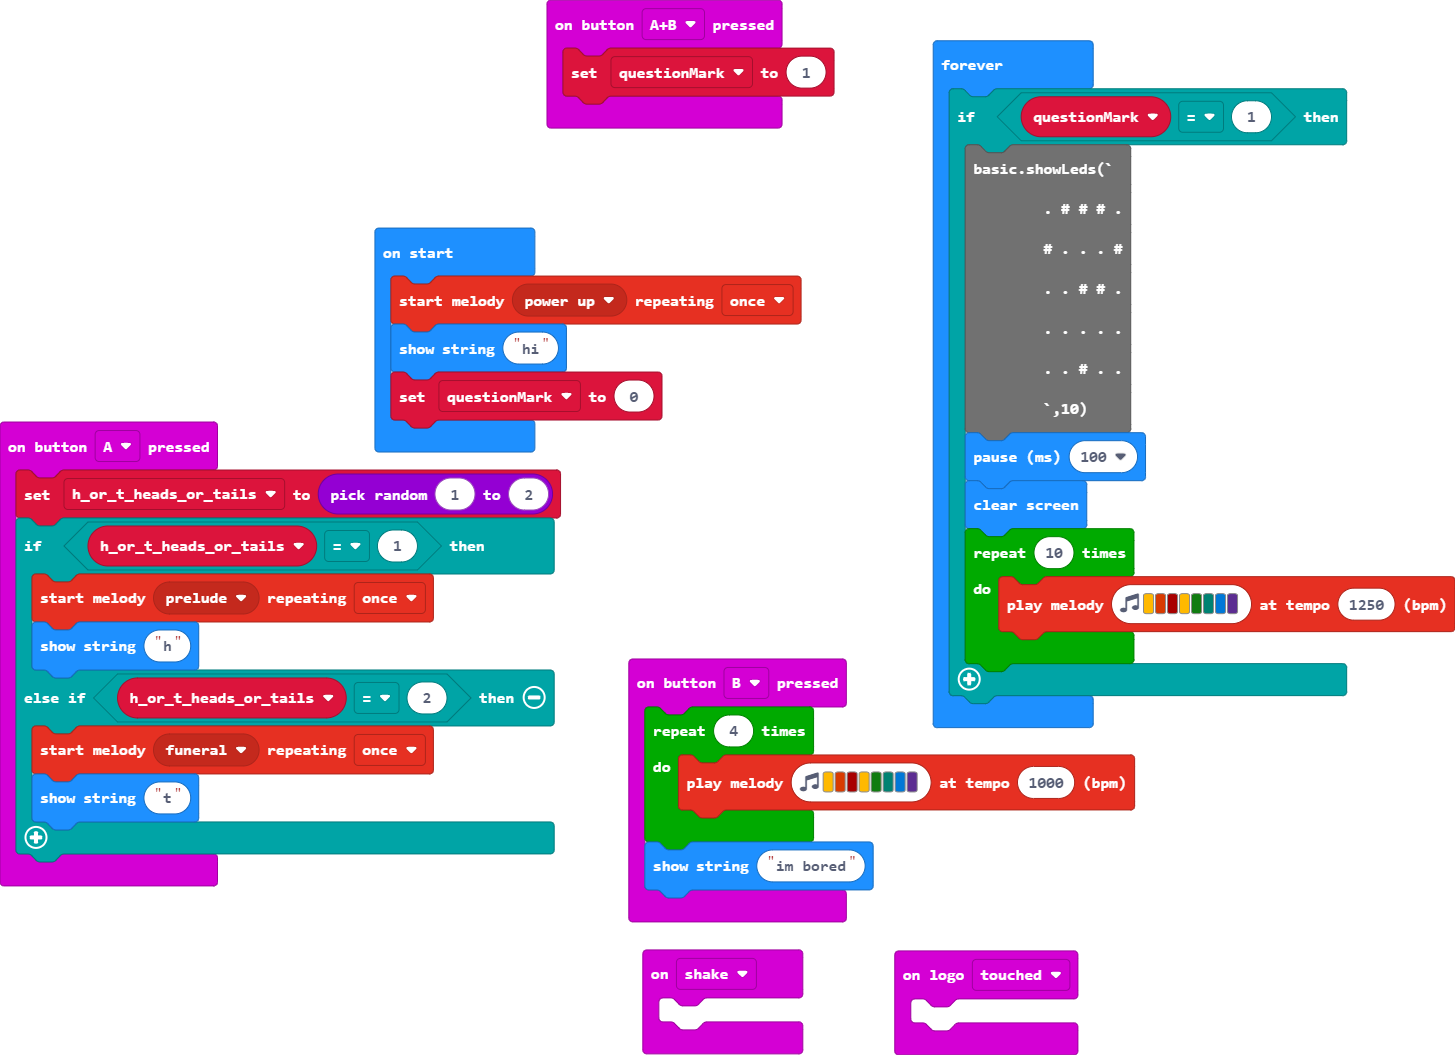 on button A+B pressed
set questionMark to 1
forever
if questionMark = 1 then
basic.showLeds(`
. # # # .
# . . . #
. . # # .
. . . . .
. . # . .
`,10)
pause (ms) 100
clear screen
repeat 10 times
do play melody at tempo 1250 (bpm)
on start
start melody power up repeating once
show string "hi"
set questionMark to 0
on button A pressed
set h_or_t_heads_or_tails to pick random 1 to 2
if h_or_t_heads_or_tails = 1 then
start melody prelude repeating once
show string "h"
else if h_or_t_heads_or_tails = 2 then
start melody funeral repeating once
show string "t"
on button B pressed
repeat 4 times
do play melody at tempo 1000 (bpm)
show string "im bored"
on shake
on logo touched